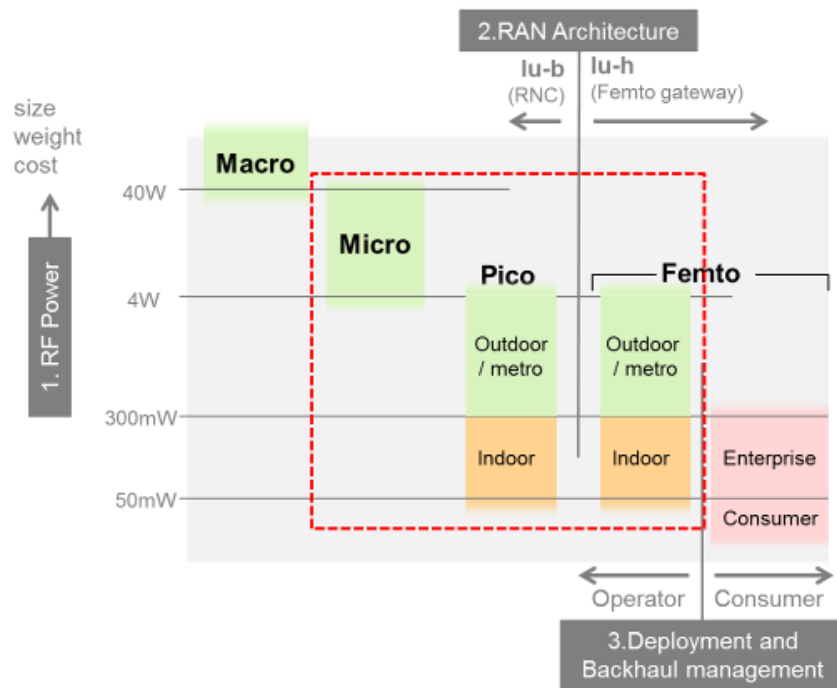 2.RAN Architecture
Iu-b
(RNC)
Iu-h
(Femto gateway)
size
weight
cost
1. RF Power
40W
4W
300mW
50mW
Macro
Micro
Pico
Femto
Outdoor
/ metro
Outdoor
/ metro
Indoor
Indoor
Enterprise
Consumer
Operator
Consumer
3.Deployment and
Backhaul management